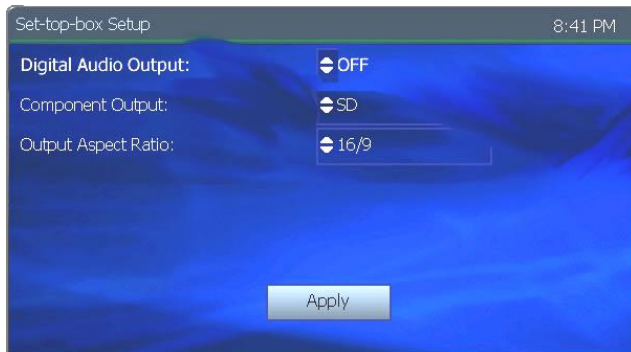 Set-top-box Setup 8:41 PM
Digital Audio Output: OFF
Component Output: SD
Output Aspect Ratio: 16/9
Apply